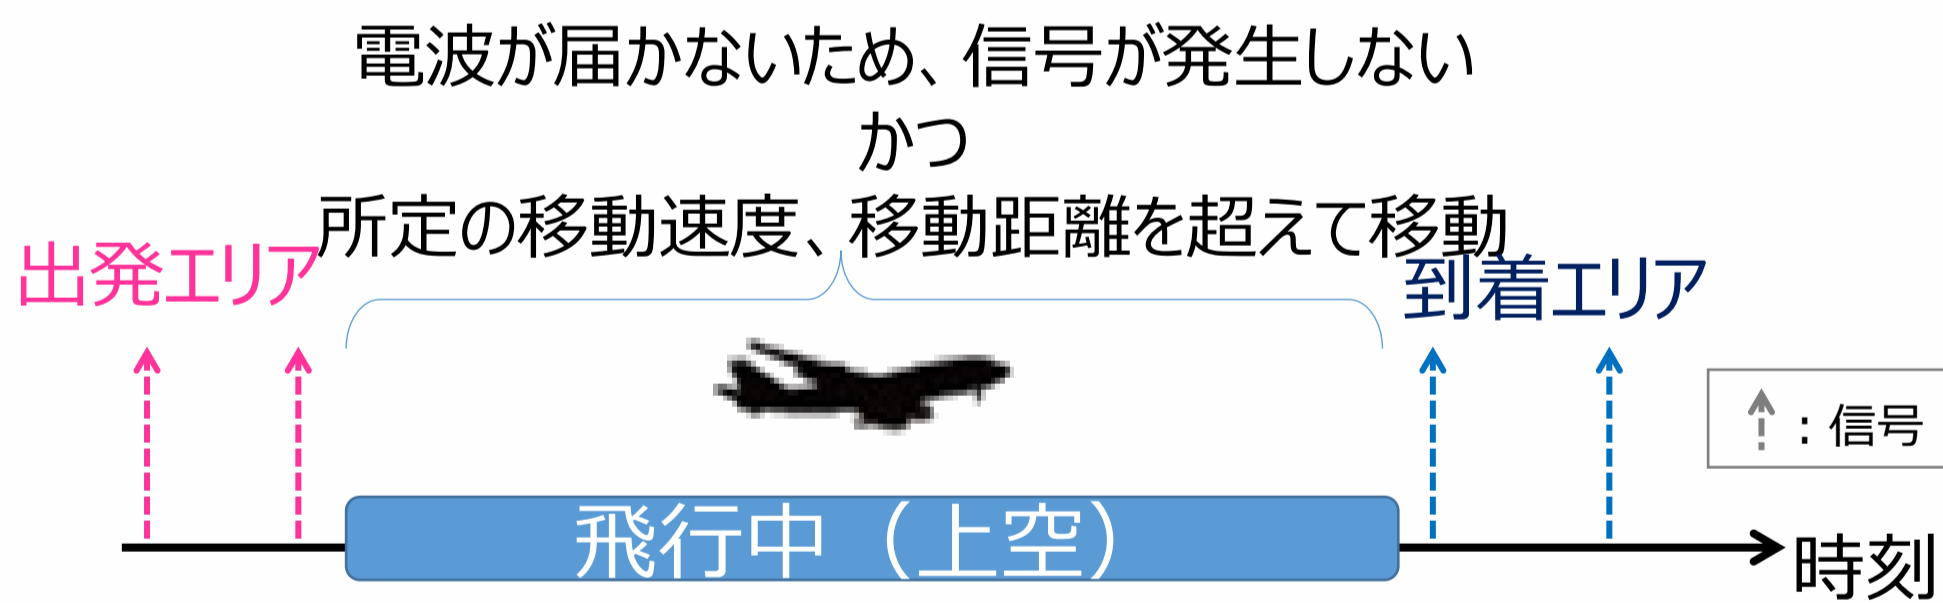 電波が届かないため、信号が発生しない
かつ
所定の移動速度、移動距離を超えて移動
出発エリア
到着エリア
：信号
飛行中（上空）
時刻